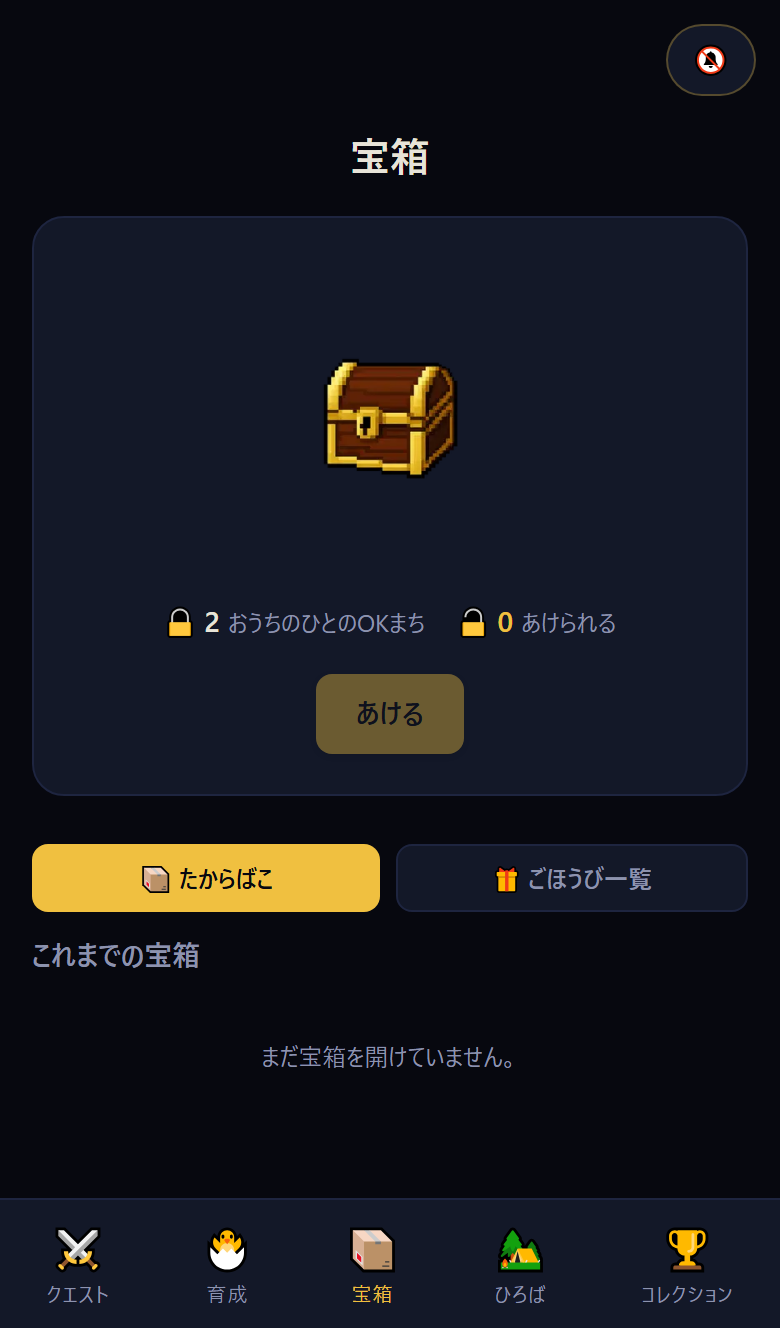 宝箱
2 おうちのひとのOKまち 0 あけられる
あける
たからばこ ごほうび一覧
これまでの宝箱
まだ宝箱を開けていません。
クエスト 育成 宝箱 ひろば コレクション